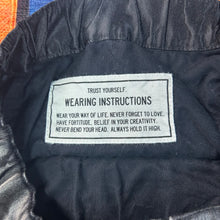 TRUST YOURSELF.
WEARING INSTRUCTIONS
WEAR YOUR WAY OF LIFE. NEVER FORGET TO LOVE.
HAVE FORTITUDE. BELIEF IN YOUR CREATIVITY.
NEVER BEND YOUR HEAD. ALWAYS HOLD IT HIGH.